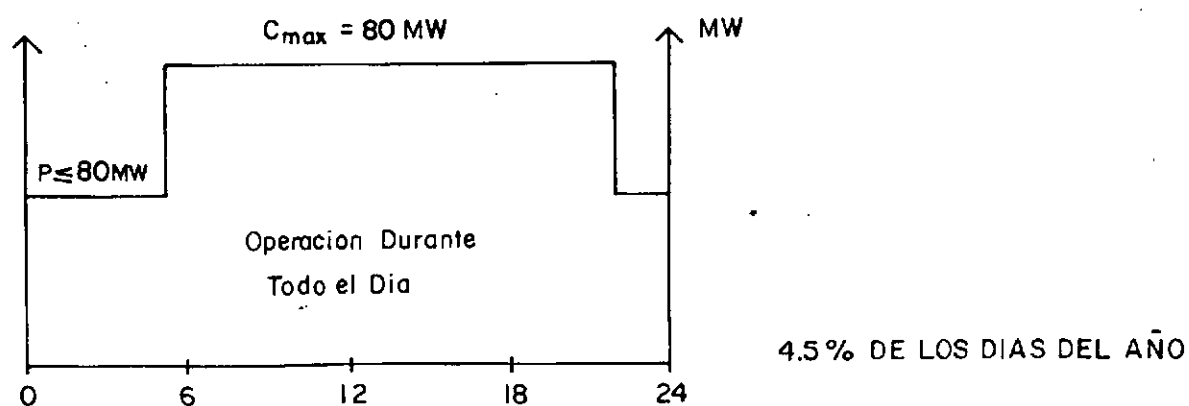 C max = 80 MW
MW
P ≤ 80MW
Operacion Durante
Todo el Dia
4.5 % DE LOS DIAS DEL AÑO
0 6 12 18 24